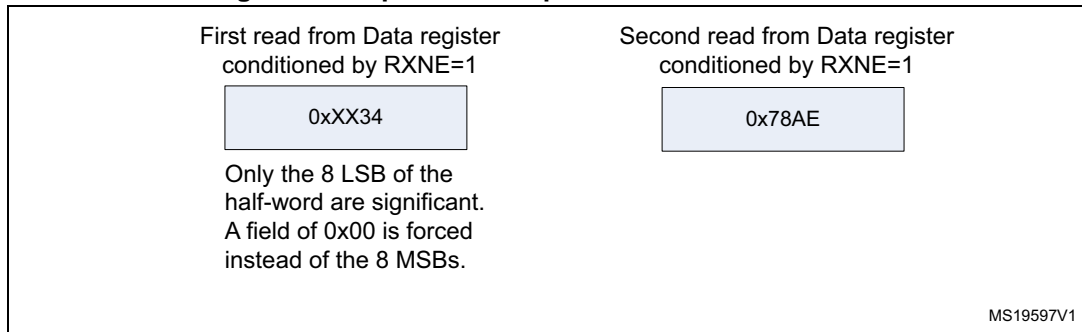 First read from Data register
conditioned by RXNE=1
0xXX34
Only the 8 LSB of the
half-word are significant.
A field of 0x00 is forced
instead of the 8 MSBs.
Second read from Data register
conditioned by RXNE=1
0x78AE
MS19597V1